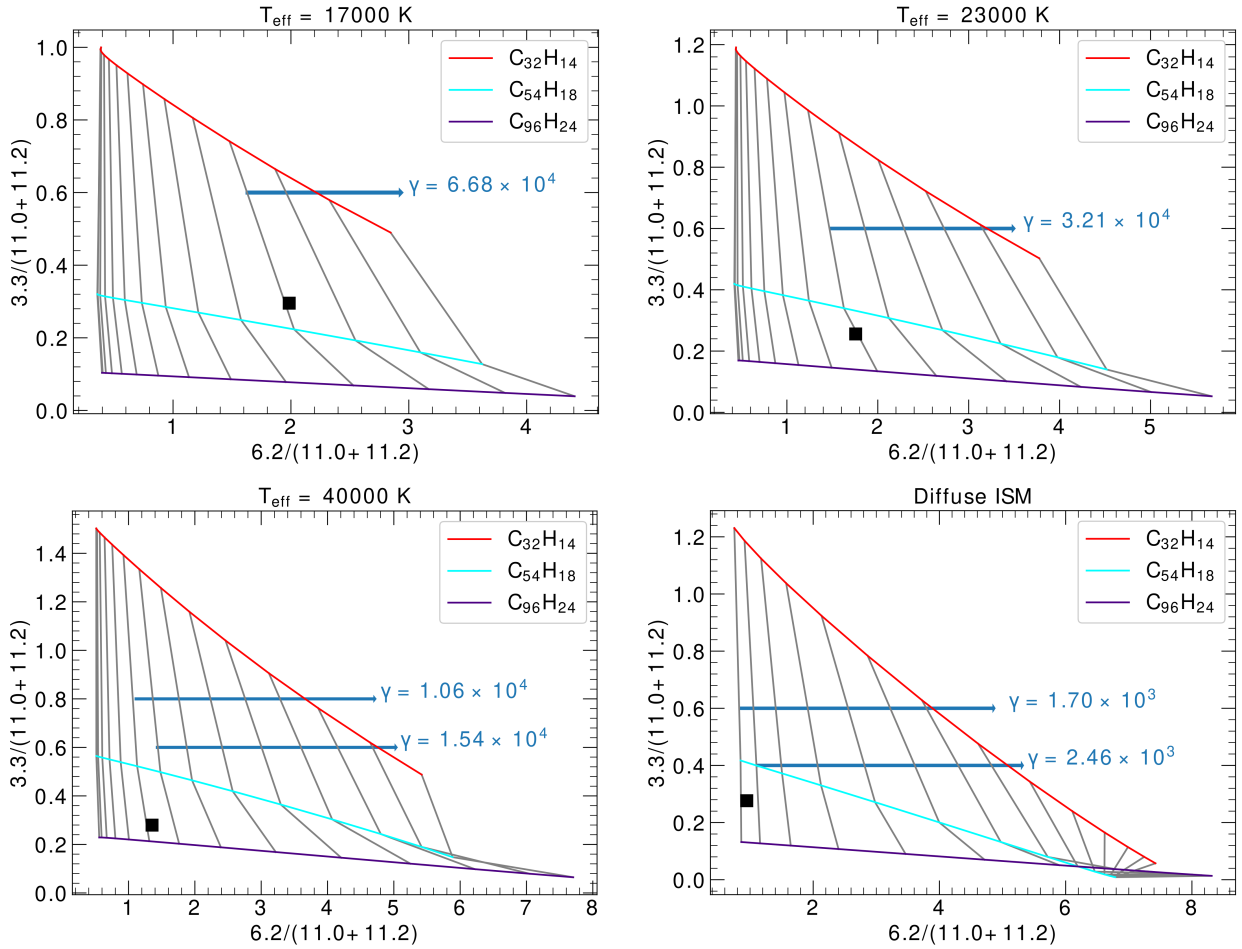 T_eff = 17000 K
1.0
0.8
0.6
0.4
0.2
0.0
3.3/(11.0+11.2)
C32H14
C54H18
C96H24
γ = 6.68 × 10^4
1 2 3 4
6.2/(11.0+11.2)
T_eff = 23000 K
1.2
1.0
0.8
0.6
0.4
0.2
0.0
3.3/(11.0+11.2)
C32H14
C54H18
C96H24
γ = 3.21 × 10^4
1 2 3 4 5
6.2/(11.0+11.2)
T_eff = 40000 K
1.4
1.2
1.0
0.8
0.6
0.4
0.2
0.0
3.3/(11.0+11.2)
C32H14
C54H18
C96H24
γ = 1.06 × 10^4
γ = 1.54 × 10^4
1 2 3 4 5 6 7 8
6.2/(11.0+11.2)
Diffuse ISM
1.2
1.0
0.8
0.6
0.4
0.2
0.0
3.3/(11.0+11.2)
C32H14
C54H18
C96H24
γ = 1.70 × 10^3
γ = 2.46 × 10^3
2 4 6 8
6.2/(11.0+11.2)